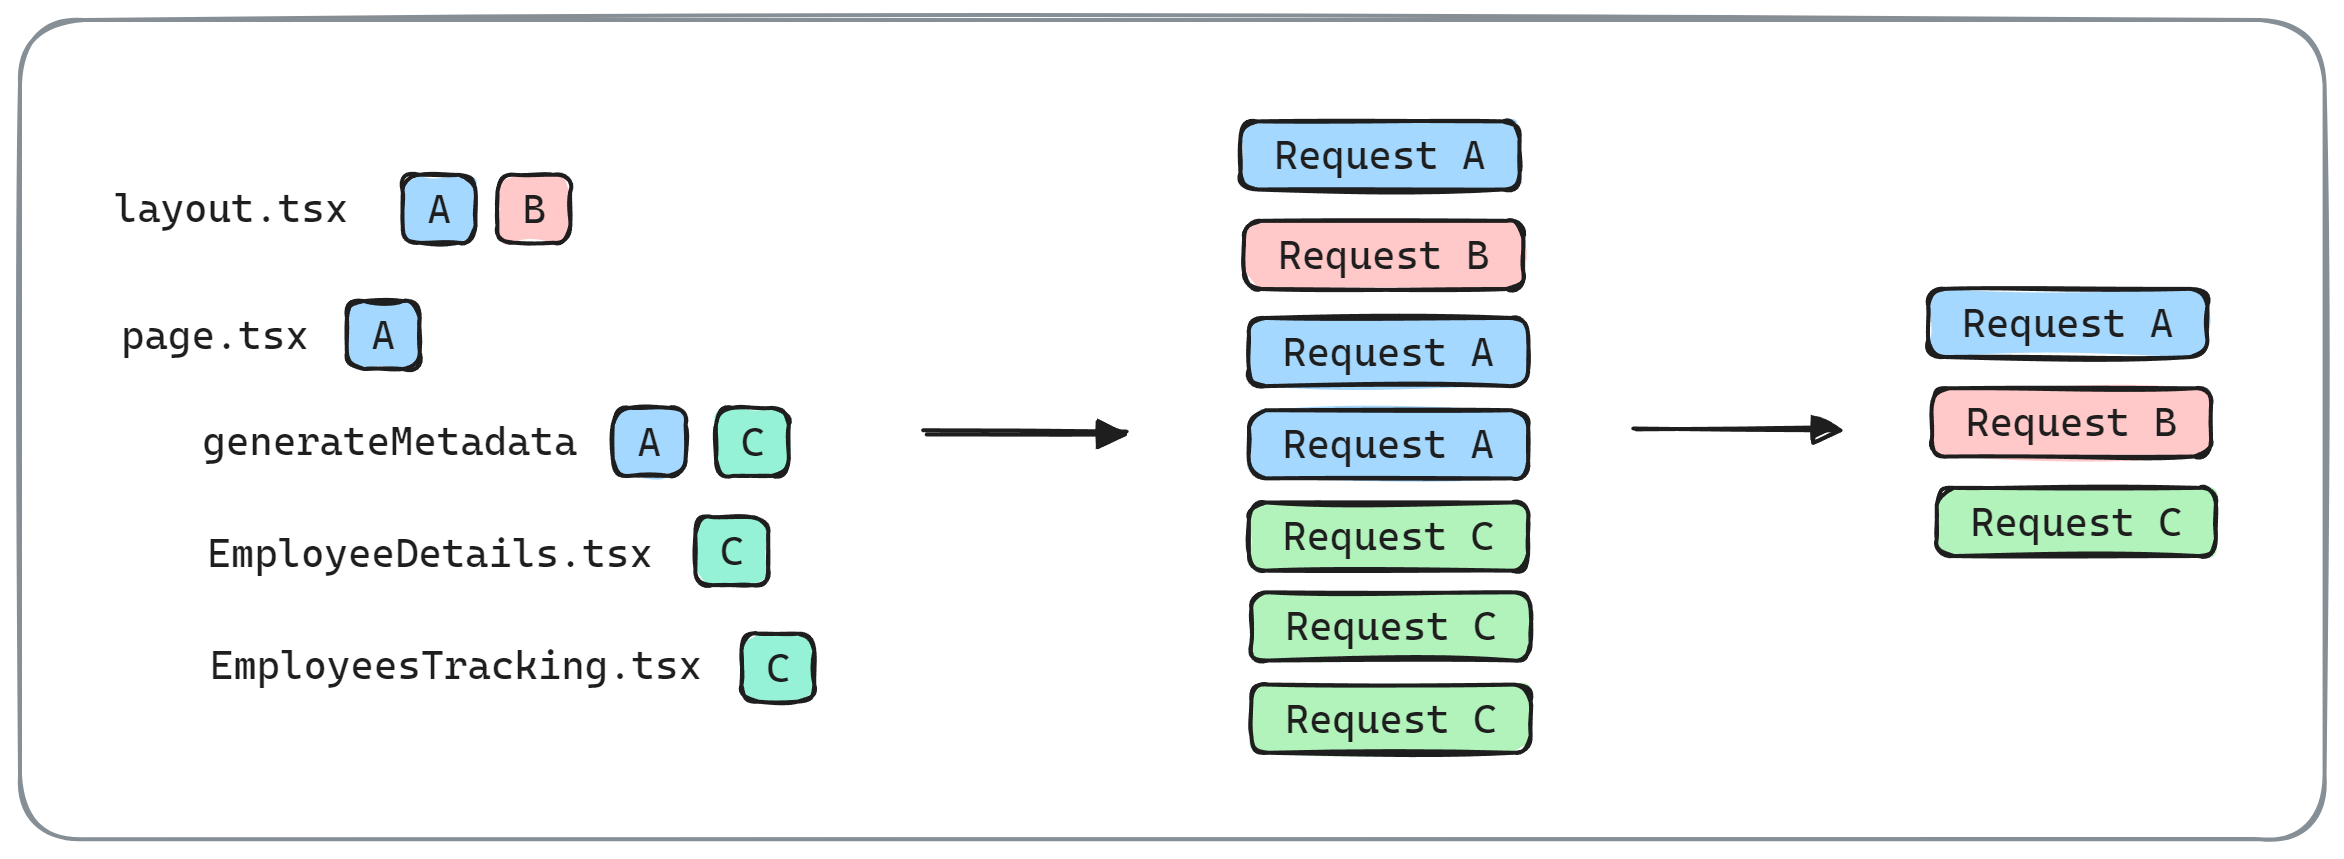 layout.tsx A B
page.tsx A
generateMetadata A C
EmployeeDetails.tsx C
EmployeesTracking.tsx C
Request A
Request B
Request A
Request A
Request C
Request C
Request C
Request A
Request B
Request C